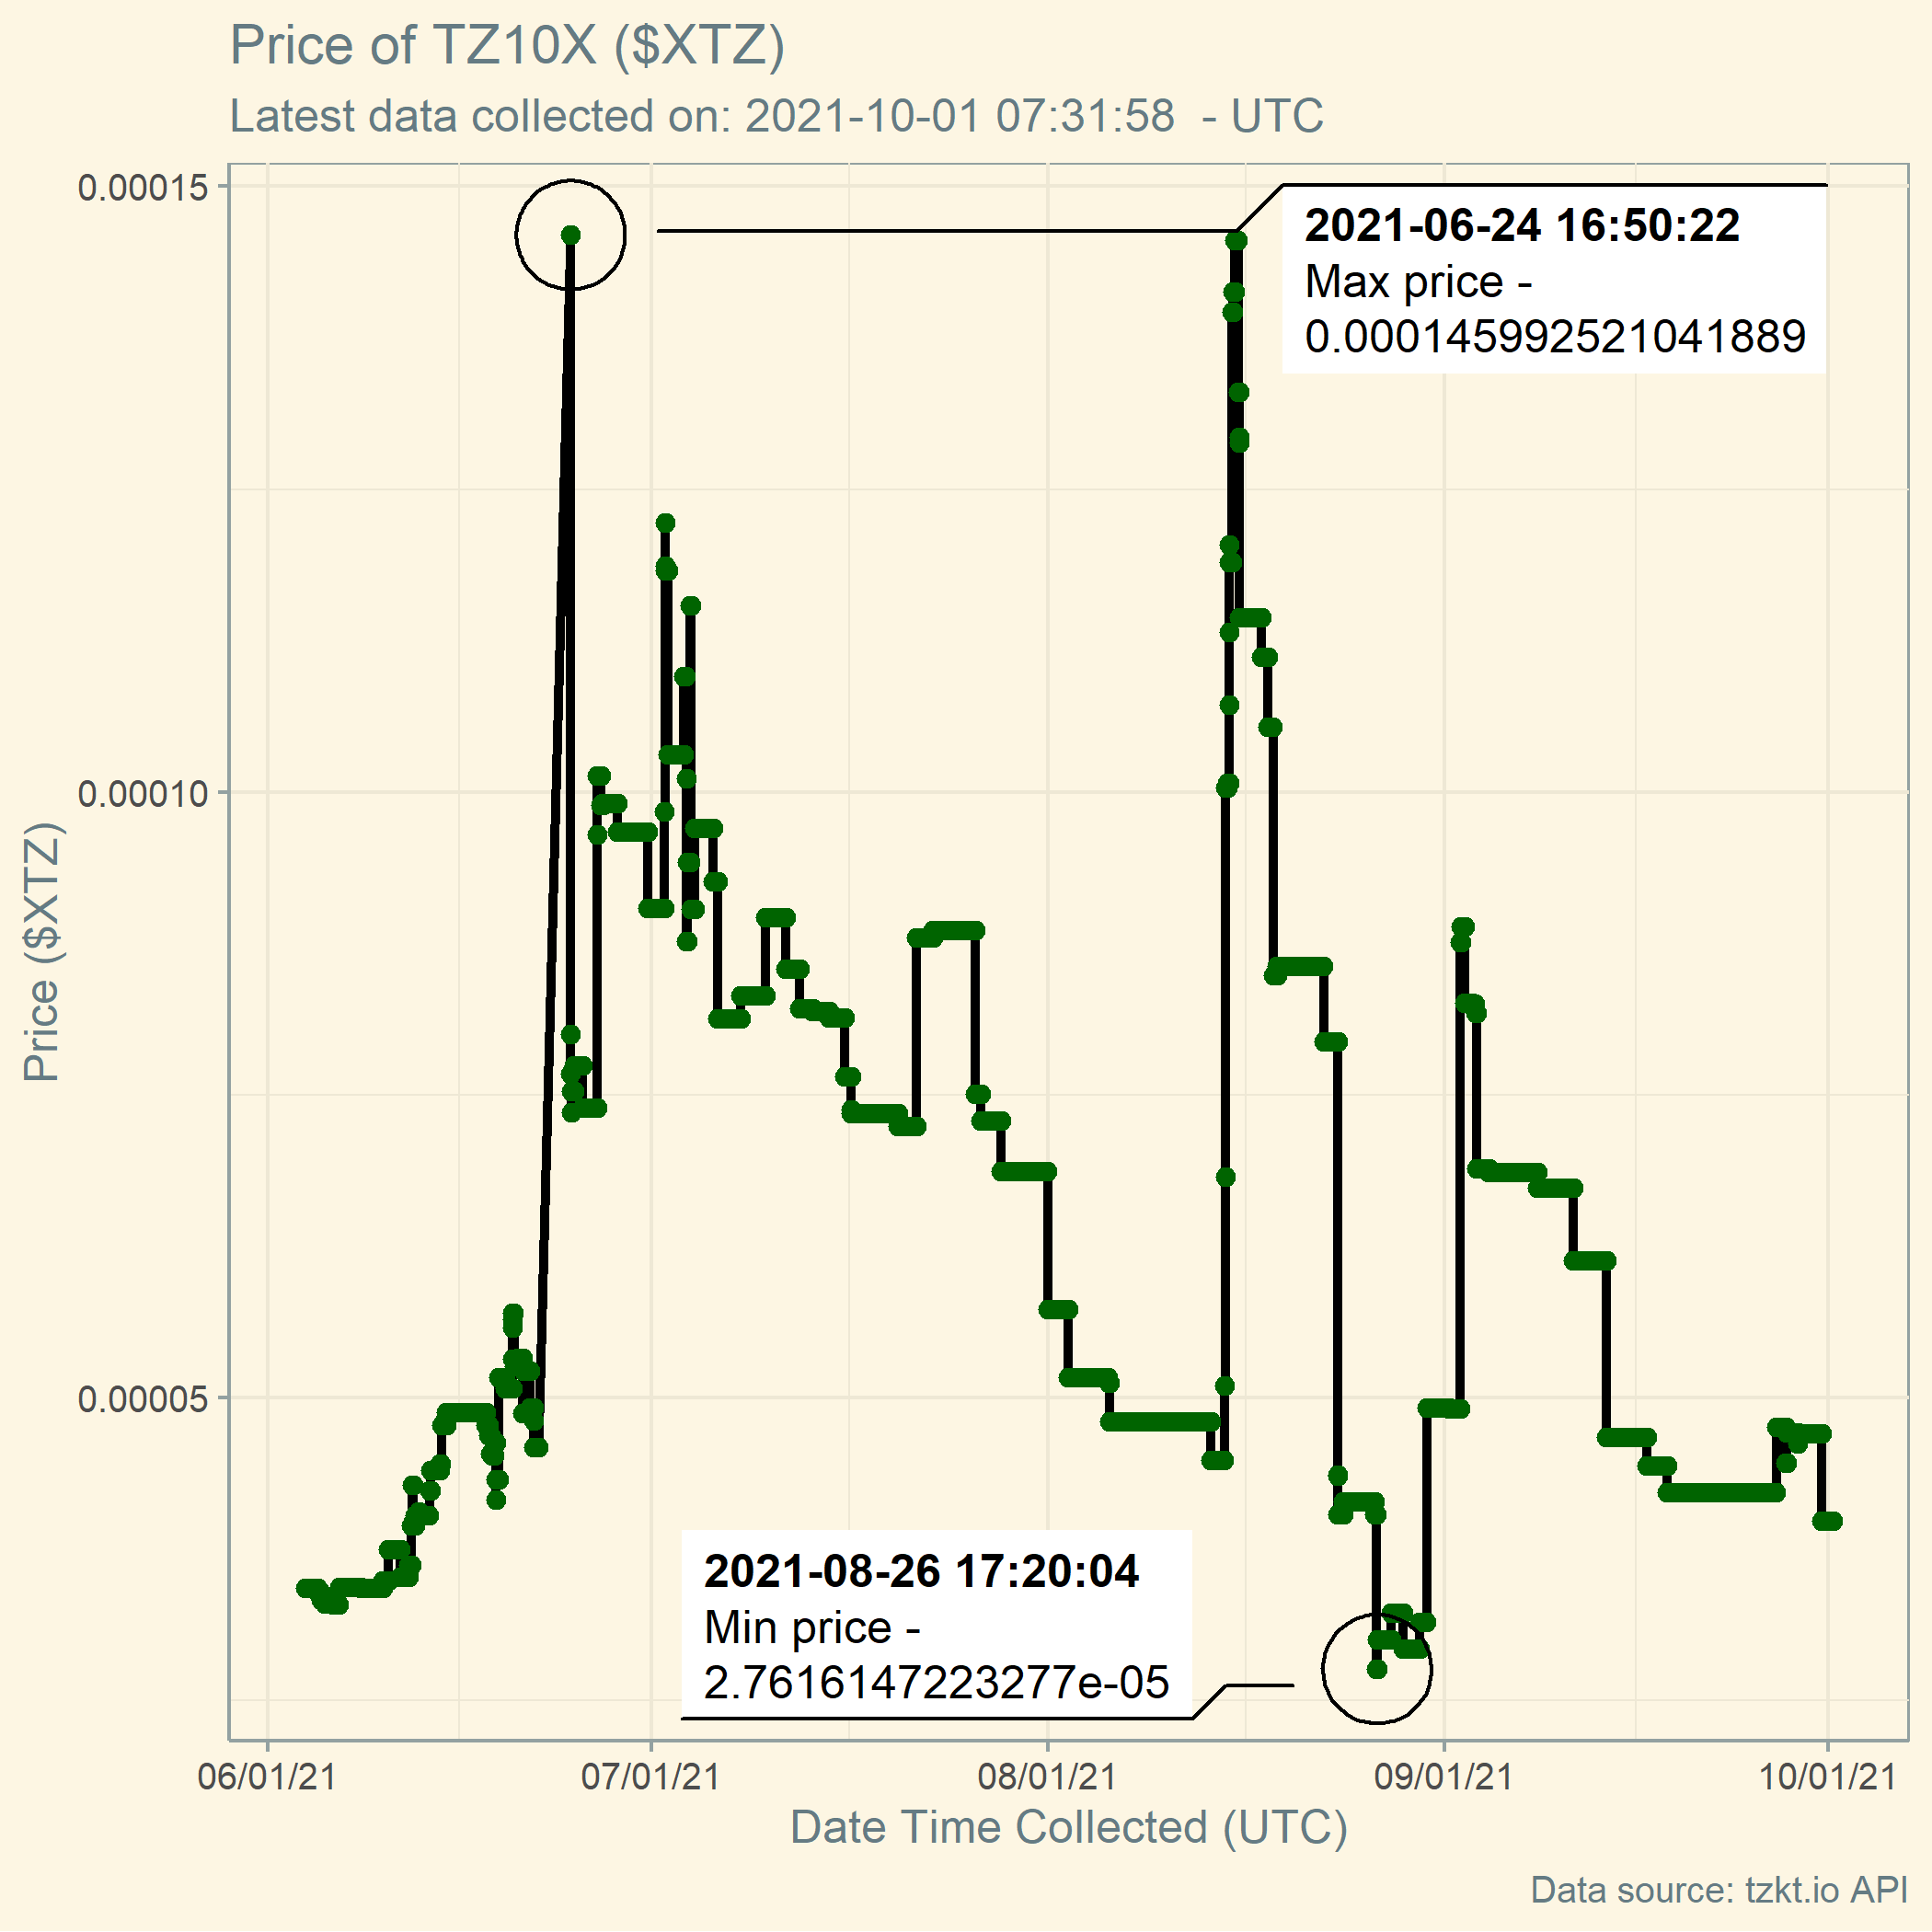 Price of TZ10X ($XTZ)
Latest data collected on: 2021-10-01 07:31:58  - UTC
0.00015
0.00010
0.00005
Price ($XTZ)
2021-06-24 16:50:22
Max price -
0.000145992521041889
2021-08-26 17:20:04
Min price -
2.7616147223277e-05
06/01/21
07/01/21
08/01/21
09/01/21
10/01/21
Date Time Collected (UTC)
Data source: tzkt.io API